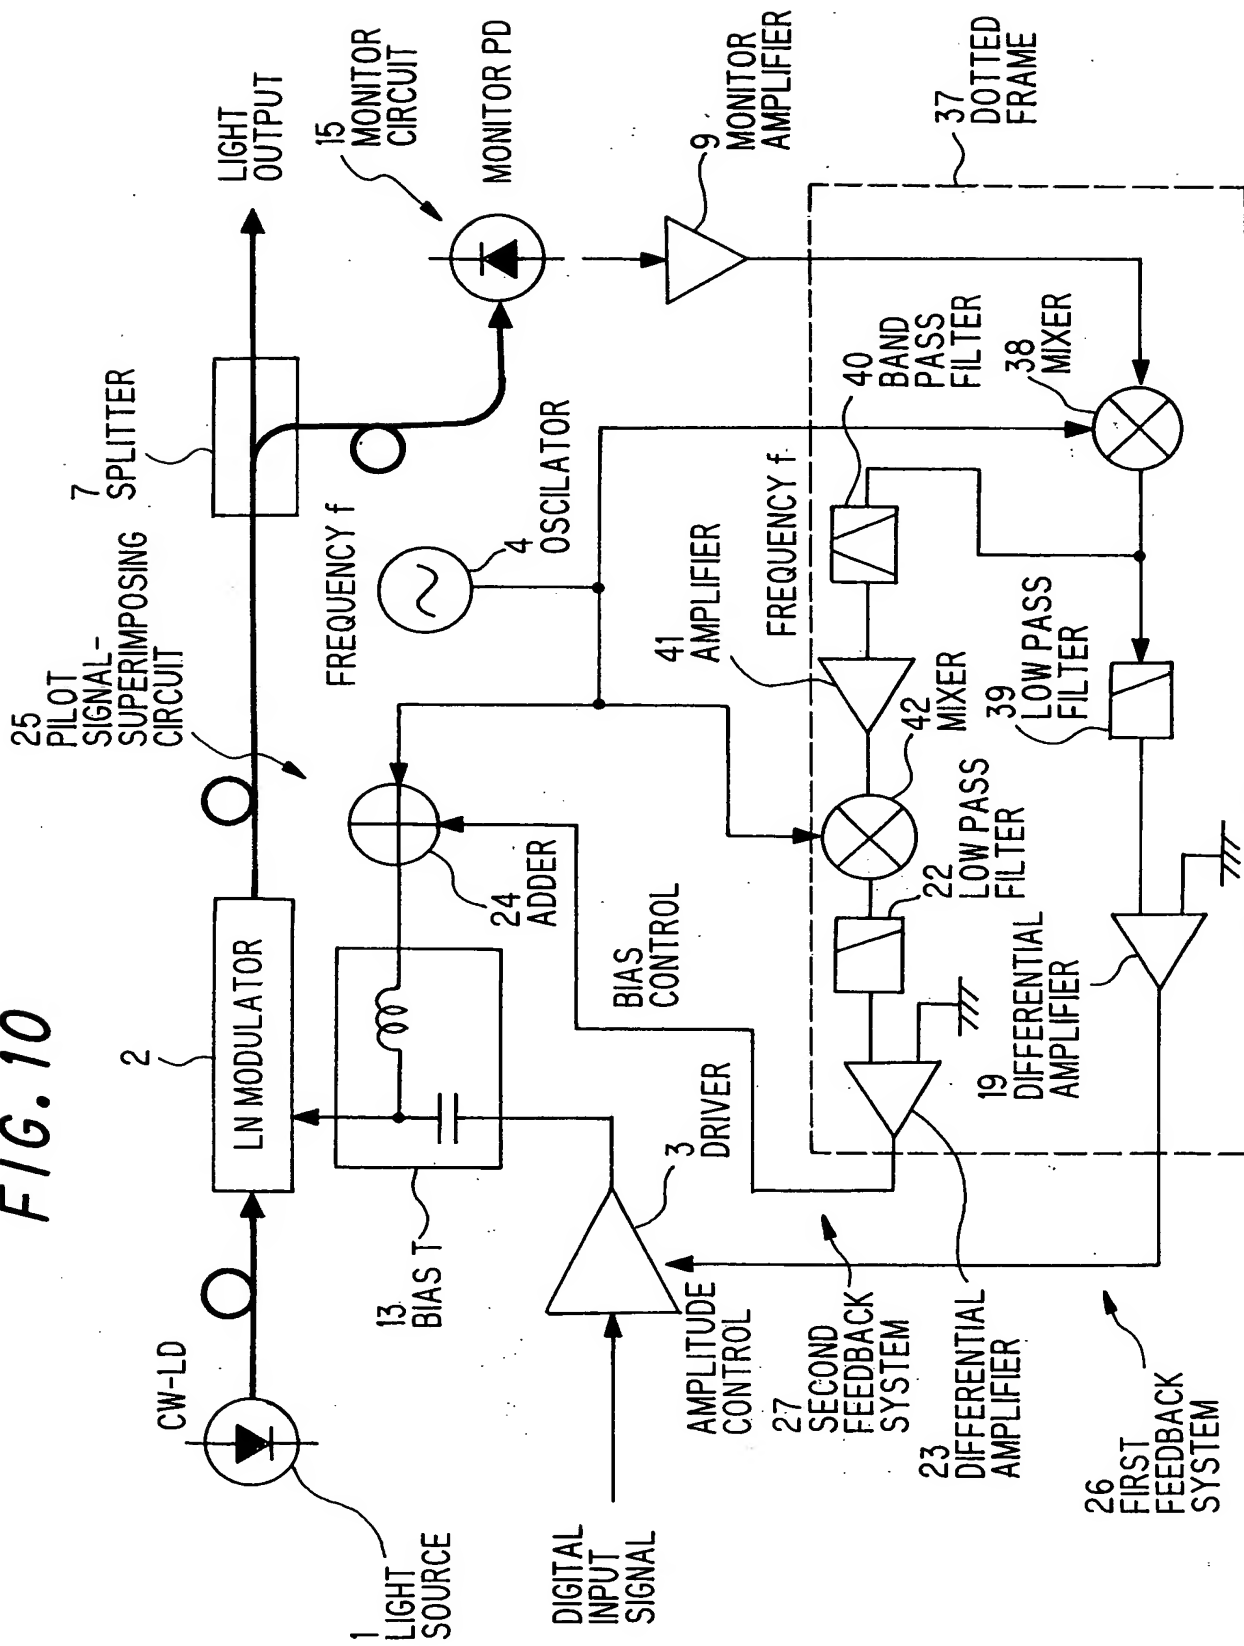 FIG. 10
1
LIGHT
SOURCE
CW-LD
2
LN MODULATOR
25
PILOT
SIGNAL-
SUPERIMPOSING
CIRCUIT
7
SPLITTER
LIGHT
OUTPUT
15
MONITOR
CIRCUIT
MONITOR PD
FREQUENCY f
4
OSCILATOR
24
ADDER
13
BIAS T
BIAS
CONTROL
9
MONITOR
AMPLIFIER
DIGITAL
INPUT
SIGNAL
3
DRIVER
AMPLITUDE
CONTROL
41
AMPLIFIER
FREQUENCY f
40
BAND
PASS
FILTER
37
DOTTED
FRAME
27
SECOND
FEEDBACK
SYSTEM
23
DIFFERENTIAL
AMPLIFIER
22
LOW PASS
FILTER
42
MIXER
38
MIXER
19
DIFFERENTIAL
AMPLIFIER
39
LOW PASS
FILTER
26
FIRST
FEEDBACK
SYSTEM